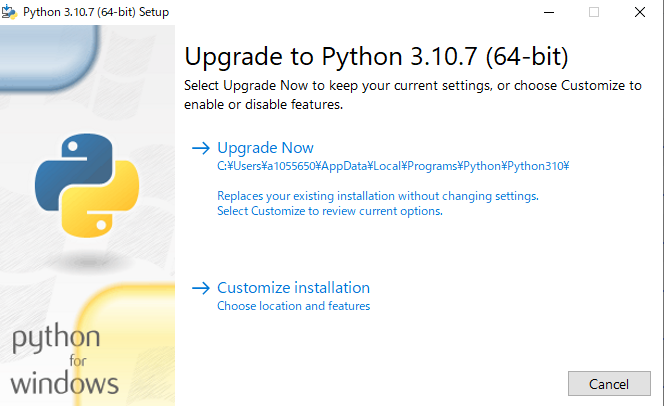 Python 3.10.7 (64-bit) Setup
Upgrade to Python 3.10.7 (64-bit)
Select Upgrade Now to keep your current settings, or choose Customize to
enable or disable features.
Upgrade Now
C:¥Users¥a1055650¥AppData¥Local¥Programs¥Python¥Python310¥
Replaces your existing installation without changing settings.
Select Customize to review current options.
Customize installation
Choose location and features
python
for
windows
Cancel